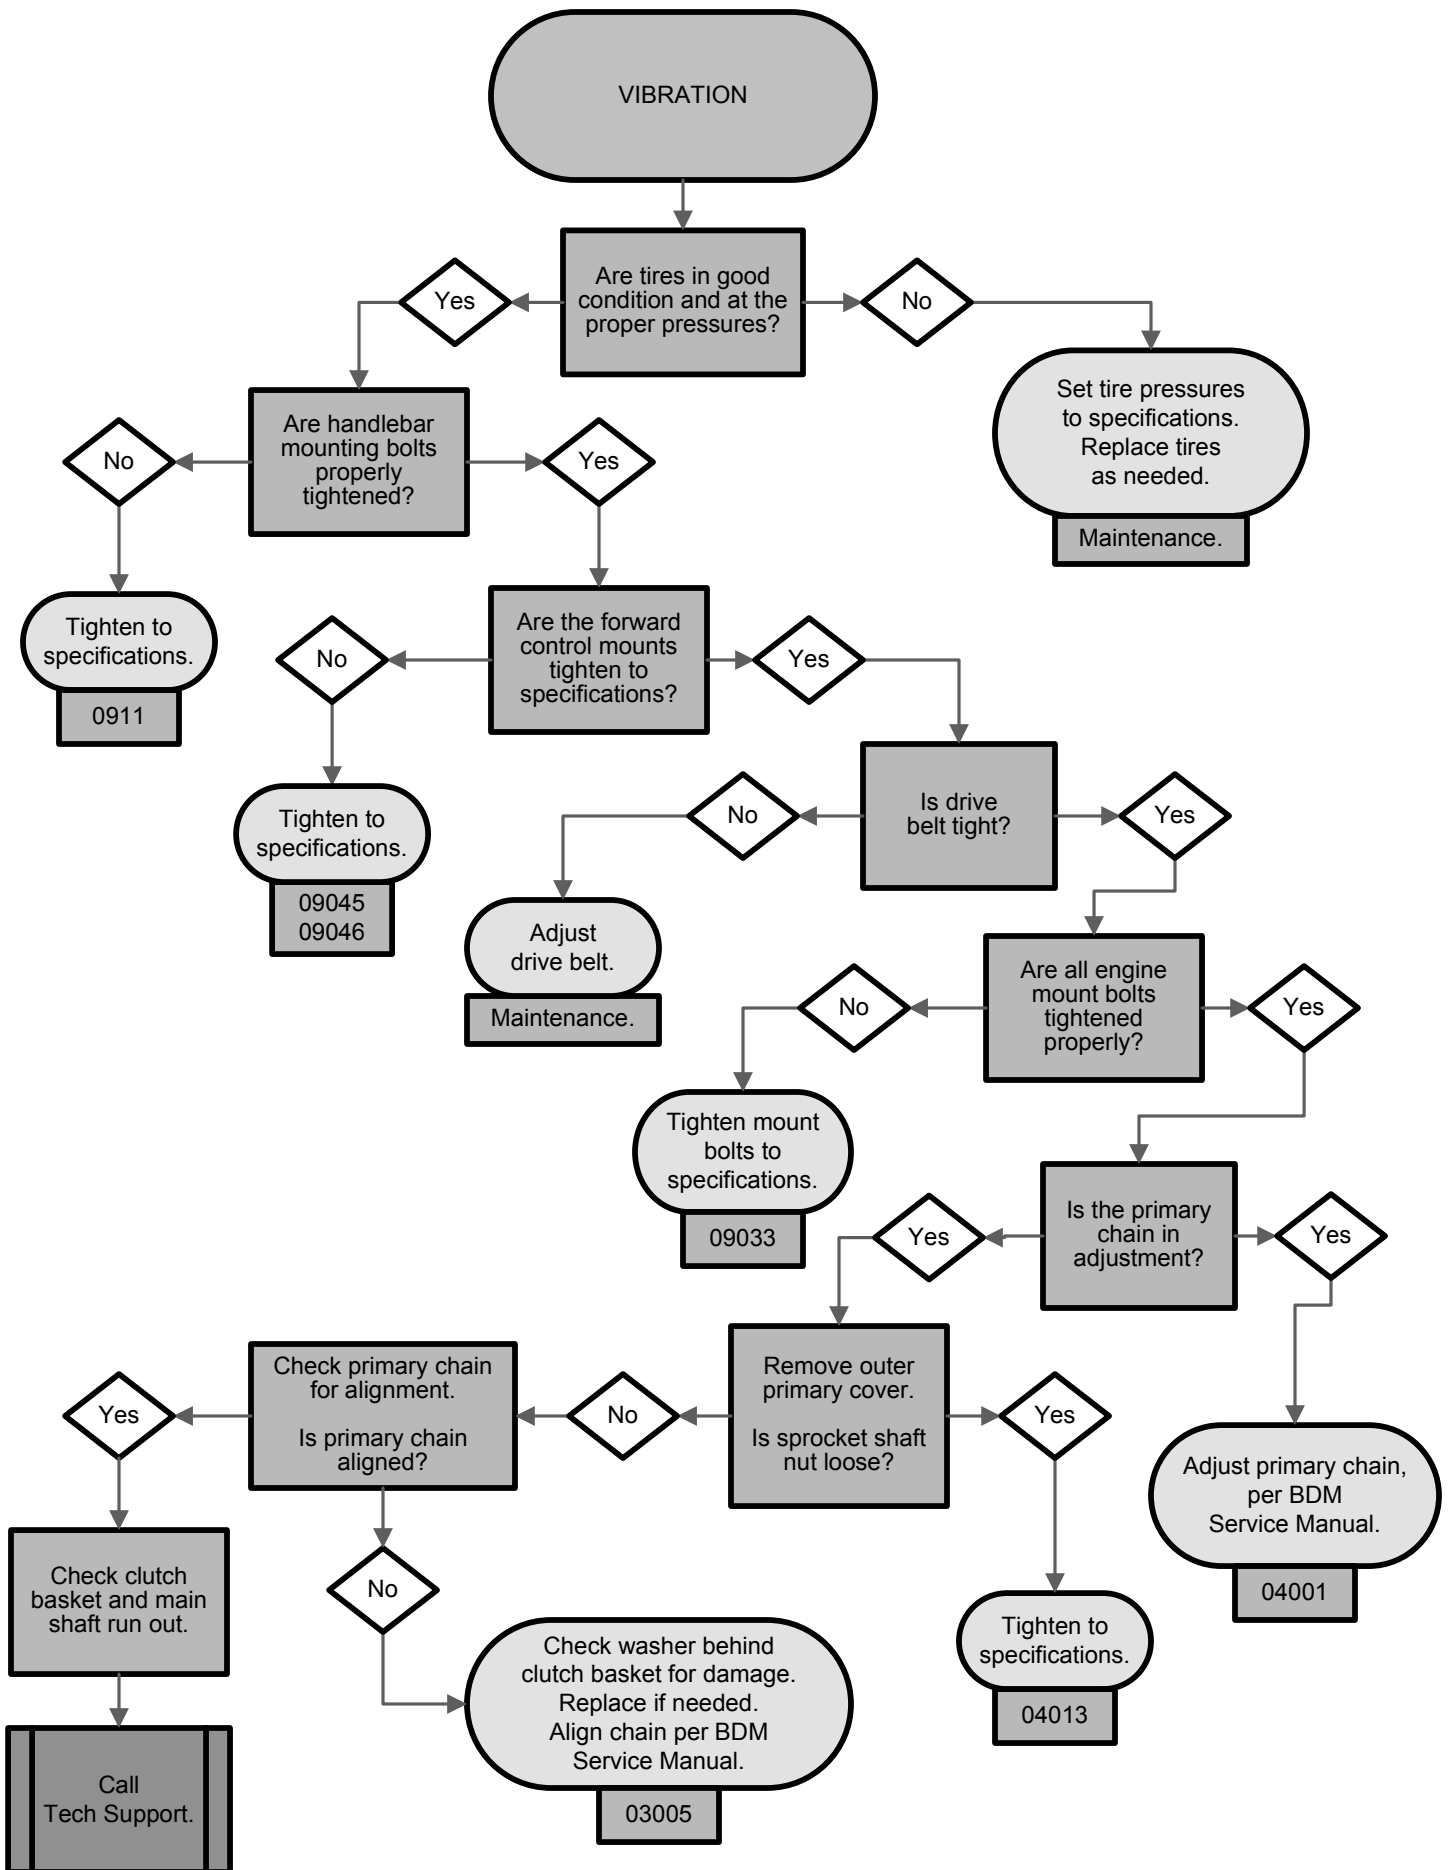 VIBRATION
Are tires in good
condition and at the
proper pressures?
Yes
No
Set tire pressures
to specifications.
Replace tires
as needed.
Maintenance.
Are handlebar
mounting bolts
properly
tightened?
No
Yes
Tighten to
specifications.
0911
Are the forward
control mounts
tighten to
specifications?
No
Yes
Tighten to
specifications.
09045
09046
Is drive
belt tight?
No
Yes
Adjust
drive belt.
Maintenance.
Are all engine
mount bolts
tightened
properly?
No
Yes
Tighten mount
bolts to
specifications.
09033
Is the primary
chain in
adjustment?
Yes
Yes
Adjust primary chain,
per BDM
Service Manual.
04001
Remove outer
primary cover.
Is sprocket shaft
nut loose?
No
Yes
Tighten to
specifications.
04013
Check primary chain
for alignment.
Is primary chain
aligned?
Yes
No
Check washer behind
clutch basket for damage.
Replace if needed.
Align chain per BDM
Service Manual.
03005
Check clutch
basket and main
shaft run out.
Call
Tech Support.